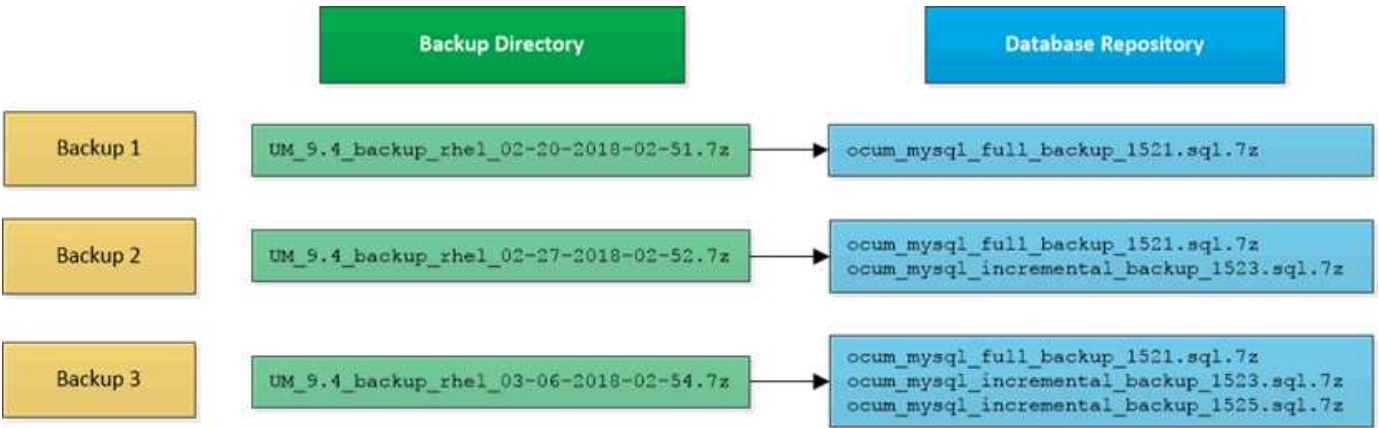 Backup Directory
Database Repository
Backup 1
UM_9.4_backup_rhel_02-20-2018-02-51.7z
ocum_mysql_full_backup_1521.sql.7z
Backup 2
UM_9.4_backup_rhel_02-27-2018-02-52.7z
ocum_mysql_full_backup_1521.sql.7z
ocum_mysql_incremental_backup_1523.sql.7z
Backup 3
UM_9.4_backup_rhel_03-06-2018-02-54.7z
ocum_mysql_full_backup_1521.sql.7z
ocum_mysql_incremental_backup_1523.sql.7z
ocum_mysql_incremental_backup_1525.sql.7z